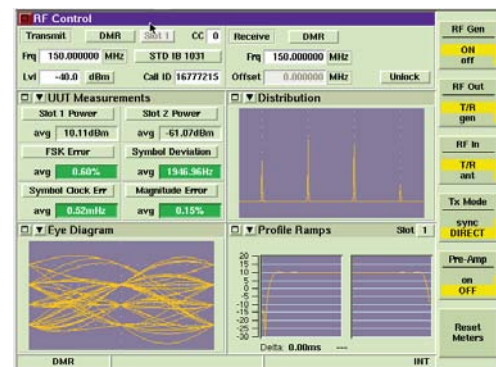 RF Control
Transmit DMR Slot 1 CC 0
Frq 150.000000 MHz STD IB 1031
Lvl -40.0 dBm Call ID 16777215
Receive DMR
Frq 150.000000 MHz
Offset 0.000000 MHz Unlock
UUT Measurements
Slot 1 Power Slot 2 Power
avg 10.11dBm avg -61.07dBm
FSK Error Symbol Deviation
avg 0.60% avg 1946.96Hz
Symbol Clock Err Magnitude Error
avg 0.52mHz avg 0.15%
Distribution
Eye Diagram
Profile Ramps Slot 1
20
15
10
5
0
-5
-10
-15
-20
-25
-30
Delta: 0.00ms ---
DMR INT
RF Gen
ON
off
RF Out
T/R
gen
RF In
T/R
ant
Tx Mode
sync
DIRECT
Pre-Amp
on
OFF
Reset
Meters